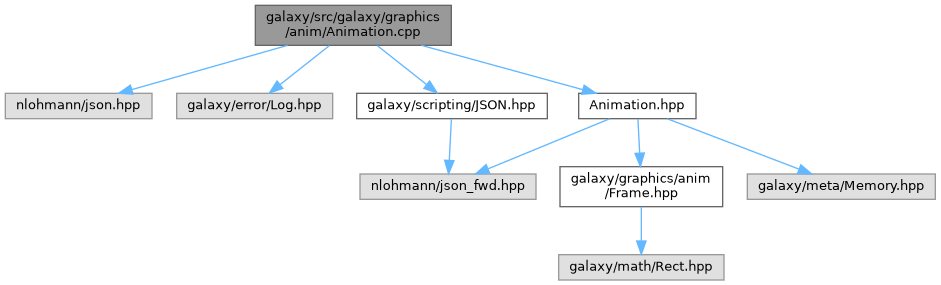 galaxy/src/galaxy/graphics
/anim/Animation.cpp
nlohmann/json.hpp
galaxy/error/Log.hpp
galaxy/scripting/JSON.hpp
Animation.hpp
nlohmann/json_fwd.hpp
galaxy/graphics/anim
/Frame.hpp
galaxy/meta/Memory.hpp
galaxy/math/Rect.hpp